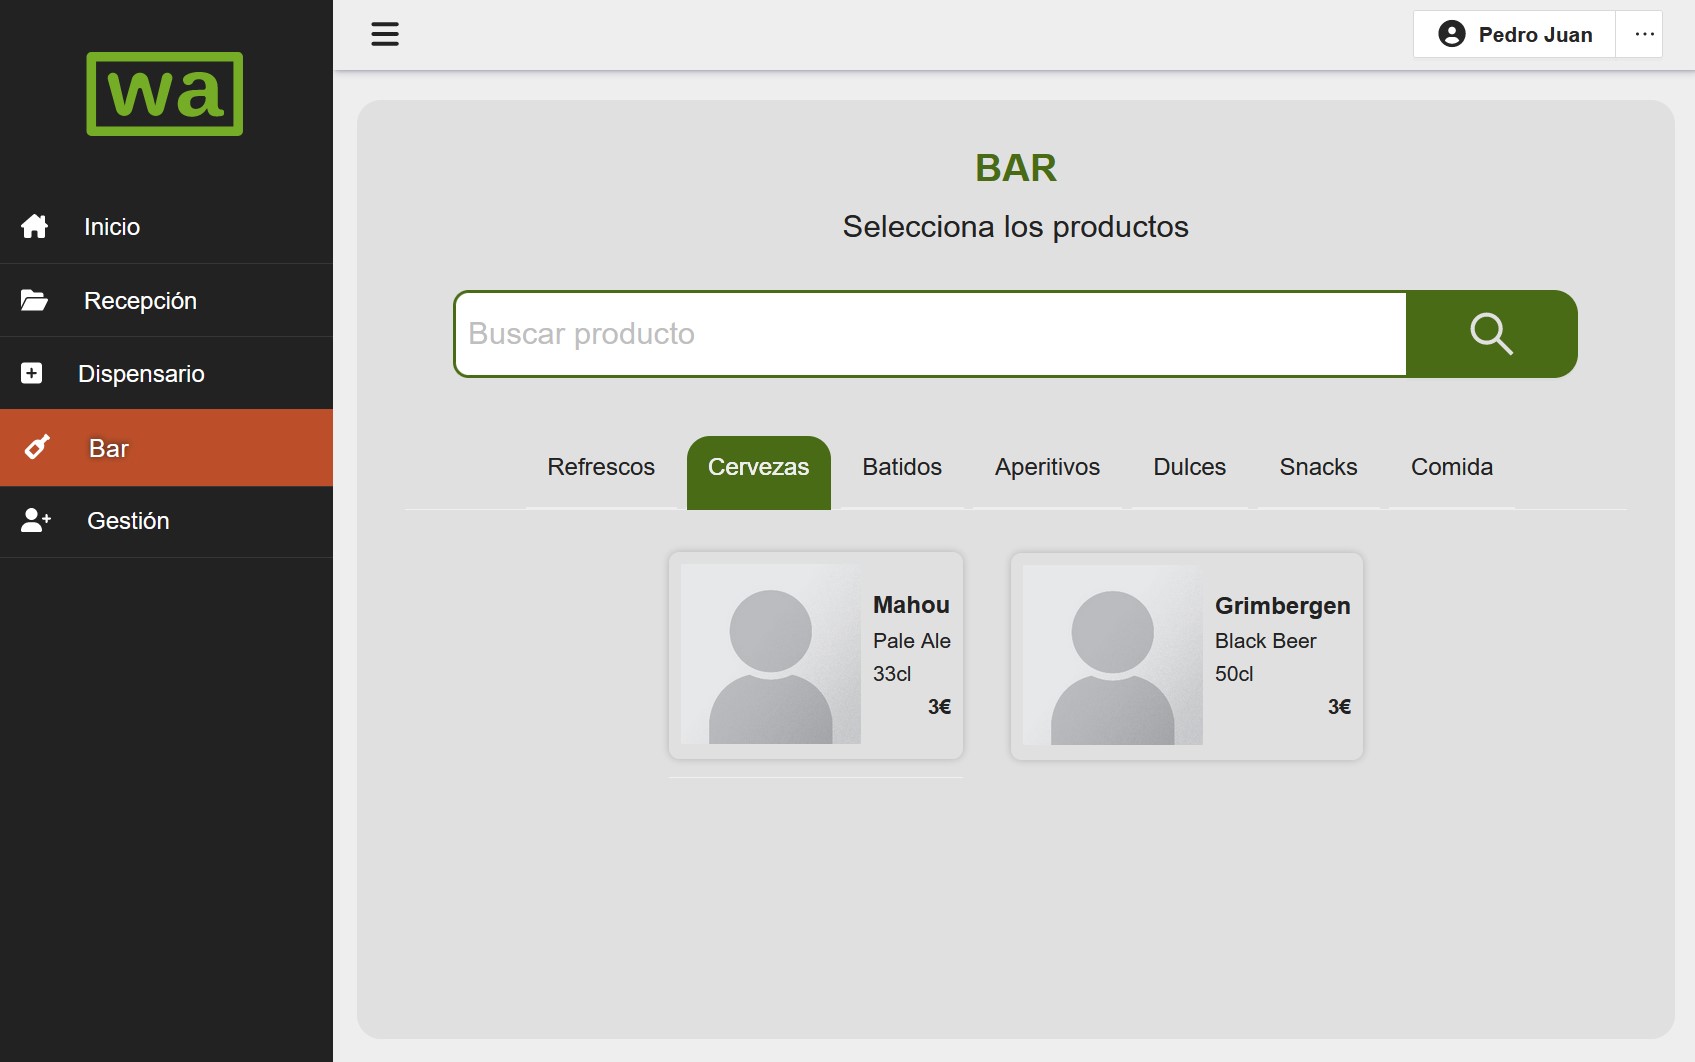 wa
Inicio
Recepción
Dispensario
Bar
Gestión
Pedro Juan
...
BAR
Selecciona los productos
Buscar producto
Refrescos
Cervezas
Batidos
Aperitivos
Dulces
Snacks
Comida
Mahou
Pale Ale
33cl
3€
Grimbergen
Black Beer
50cl
3€